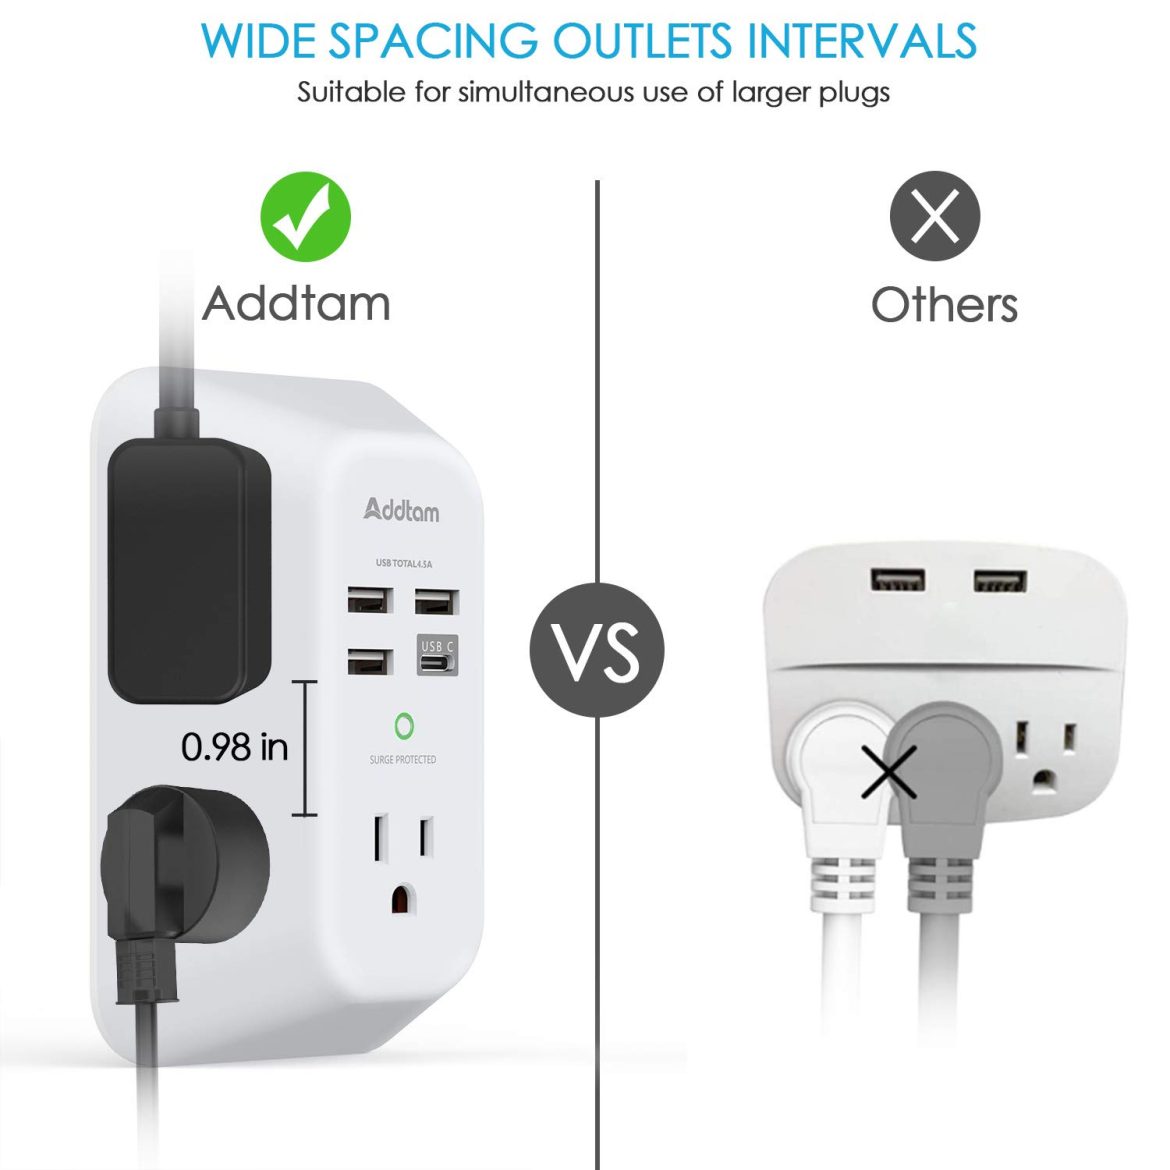 WIDE SPACING OUTLETS INTERVALS
Suitable for simultaneous use of larger plugs
Addtam
Others
Addtam
USB TOTAL4.5A
USB C
VS
0.98 in
SURGE PROTECTED